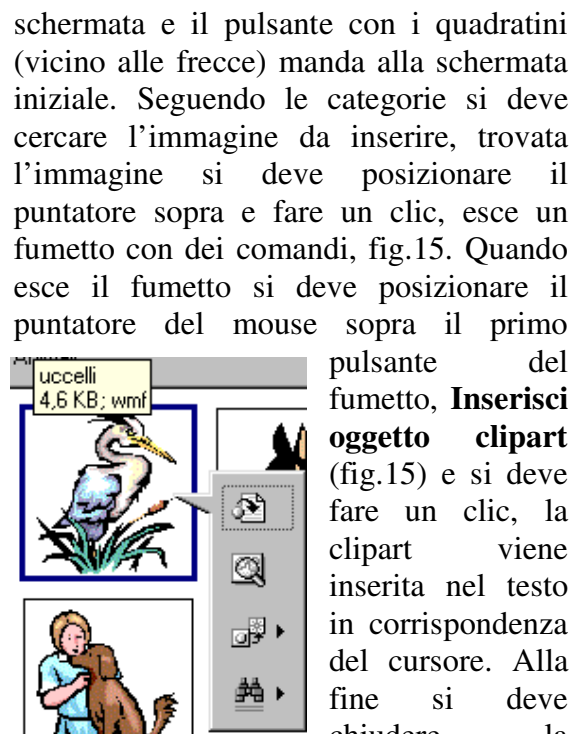 schermata e il pulsante con i quadratini
(vicino alle frecce) manda alla schermata
iniziale. Seguendo le categorie si deve
cercare l’immagine da inserire, trovata
l’immagine si deve posizionare il
puntatore sopra e fare un clic, esce un
fumetto con dei comandi, fig.15. Quando
esce il fumetto si deve posizionare il
puntatore del mouse sopra il primo
pulsante del
fumetto, Inserisci
oggetto clipart
(fig.15) e si deve
fare un clic, la
clipart viene
inserita nel testo
in corrispondenza
del cursore. Alla
fine si deve
chiudere la
uccelli
4,6 KB; wmf